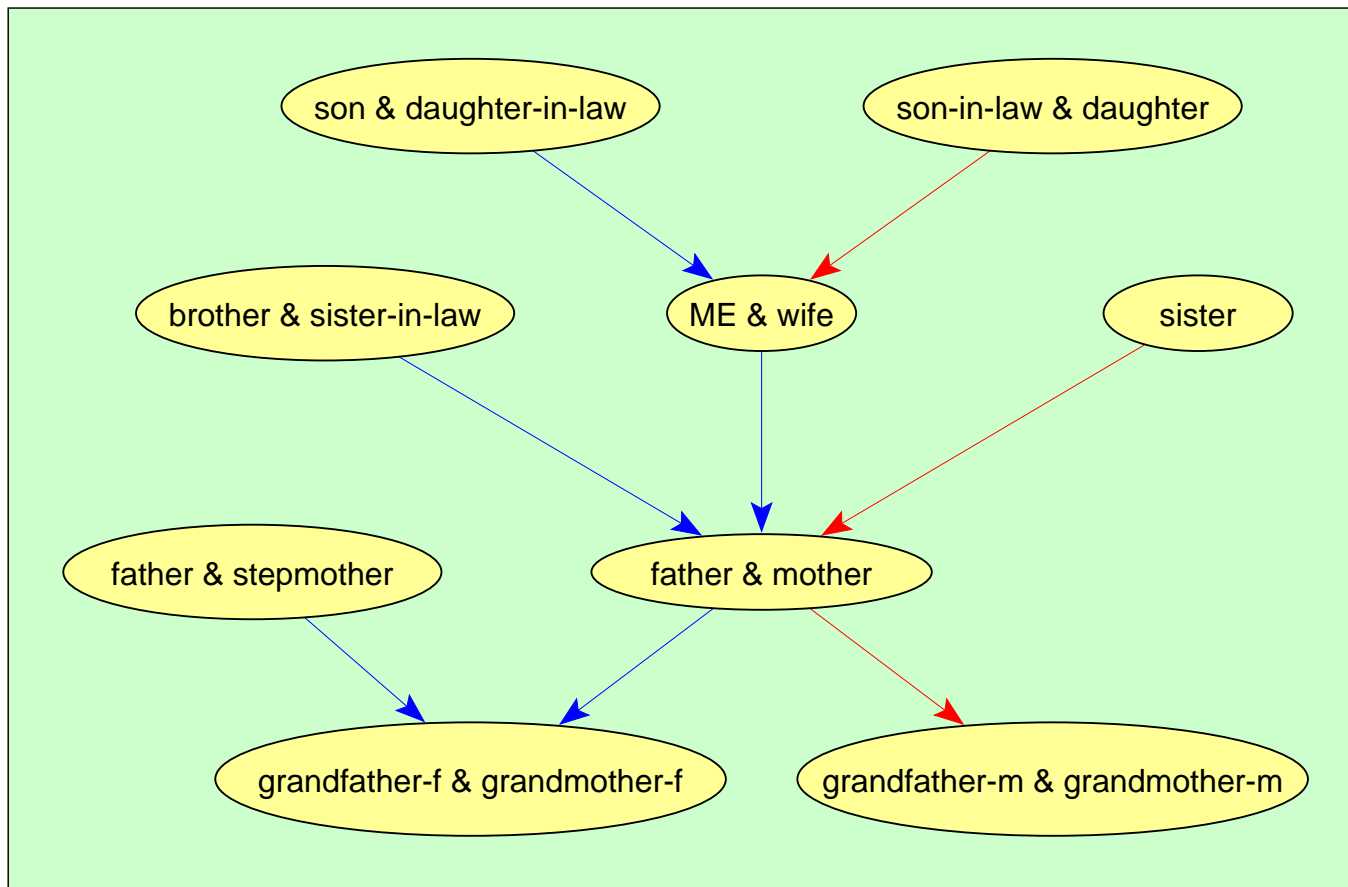 son & daughter-in-law
son-in-law & daughter
brother & sister-in-law
ME & wife
sister
father & stepmother
father & mother
grandfather-f & grandmother-f
grandfather-m & grandmother-m